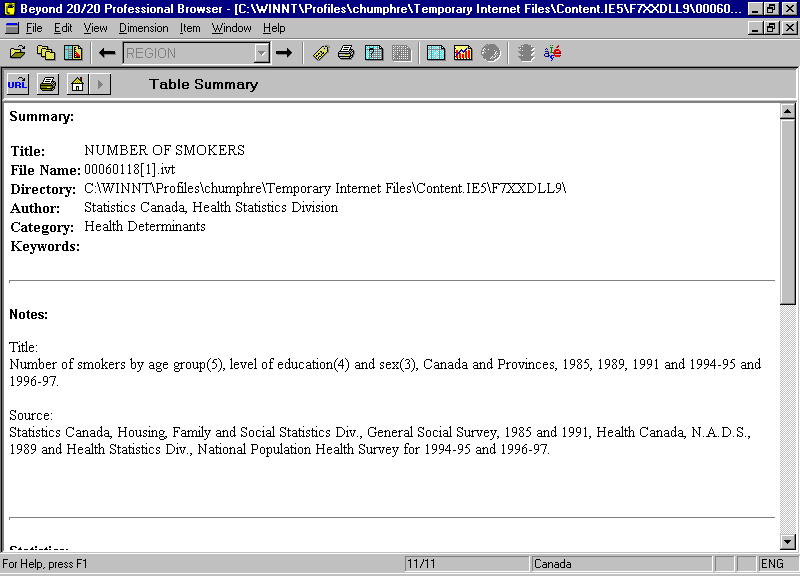 Beyond 20/20 Professional Browser - [C:\WINNT\Profiles\chumphre\Temporary Internet Files\Content.IE5\F7XXDLL9\00060...
File Edit View Dimension Item Window Help
REGION
URL Table Summary
Summary:
Title: NUMBER OF SMOKERS
File Name: 00060118[1].ivt
Directory: C:\WINNT\Profiles\chumphre\Temporary Internet Files\Content.IE5\F7XXDLL9\
Author: Statistics Canada, Health Statistics Division
Category: Health Determinants
Keywords:
Notes:
Title:
Number of smokers by age group(5), level of education(4) and sex(3), Canada and Provinces, 1985, 1989, 1991 and 1994-95 and
1996-97.
Source:
Statistics Canada, Housing, Family and Social Statistics Div., General Social Survey, 1985 and 1991, Health Canada, N.A.D.S.,
1989 and Health Statistics Div., National Population Health Survey for 1994-95 and 1996-97.
Statistics:
For Help, press F1 11/11 Canada ENG